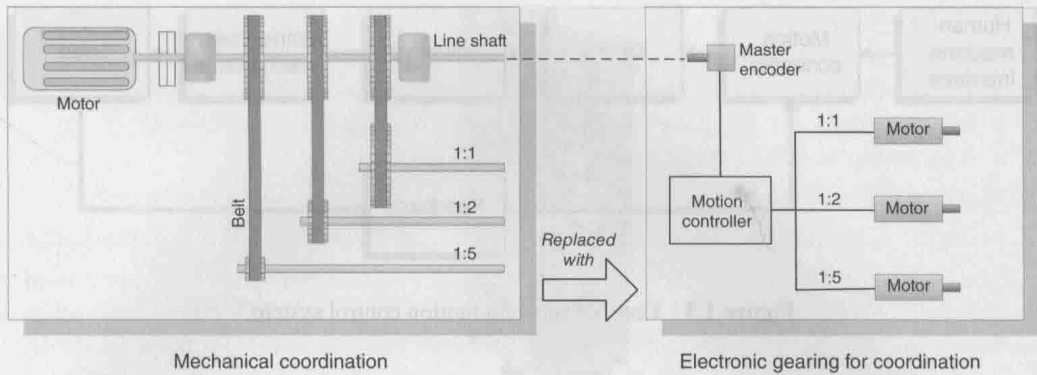 Motor
Line shaft
Belt
1:1
1:2
1:5
Mechanical coordination
Replaced
with
Master
encoder
Motion
controller
1:1
Motor
1:2
Motor
1:5
Motor
Electronic gearing for coordination